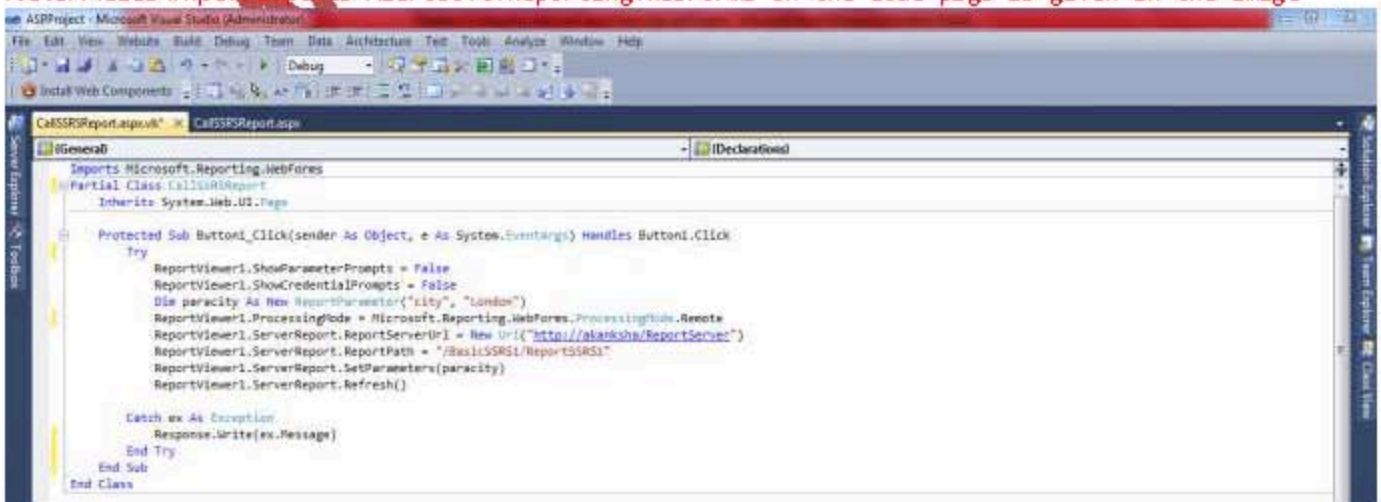 ASPProject - Microsoft Visual Studio (Administrator)
File Edit View Website Build Debug Team Data Architecture Test Tools Analyze Window Help
Debug
Install Web Components
CallSSRSReport.aspx.vb* CallSSRSReport.aspx
(General) (Declarations)
Imports Microsoft.Reporting.WebForms
Partial Class CallSSRSReport
Inherits System.Web.UI.Page
Protected Sub Button1_Click(sender As Object, e As System.EventArgs) Handles Button1.Click
Try
ReportViewer1.ShowParameterPrompts = False
ReportViewer1.ShowCredentialPrompts = False
Dim paracity As New ReportParameter("city", "London")
ReportViewer1.ProcessingMode = Microsoft.Reporting.WebForms.ProcessingMode.Remote
ReportViewer1.ServerReport.ReportServerUrl = New Uri("http://akanksha/ReportServer")
ReportViewer1.ServerReport.ReportPath = "/BasicSSRS1/ReportSSRS1"
ReportViewer1.ServerReport.SetParameters(paracity)
ReportViewer1.ServerReport.Refresh()
Catch ex As Exception
Response.Write(ex.Message)
End Try
End Sub
End Class
Server Explorer
Toolbox
Solution Explorer
Team Explorer
Class View